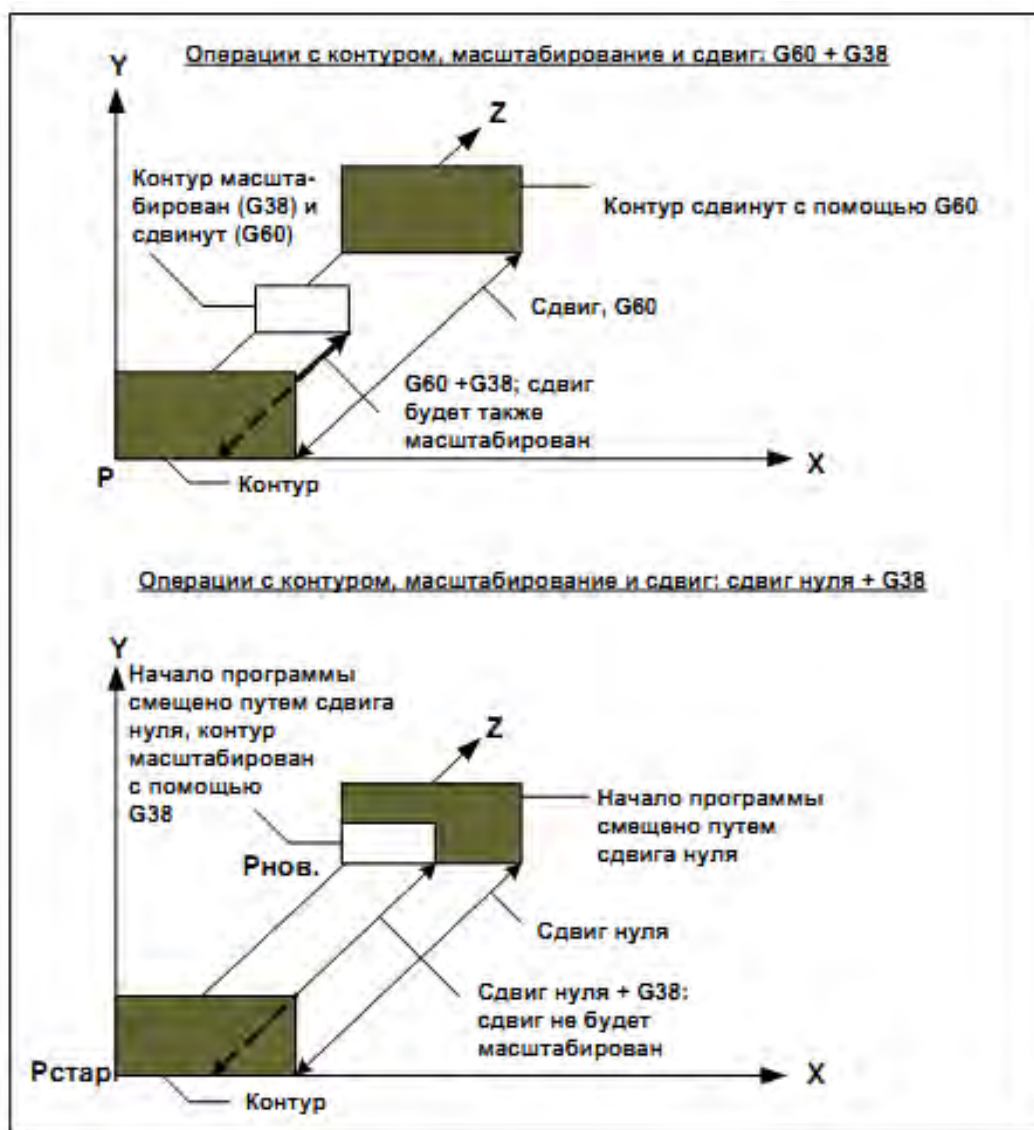 Операции с контуром, масштабирование и сдвиг: G60 + G38
Y
Z
Контур масшта-
бирован (G38) и
сдвинут (G60)
Контур сдвинут с помощью G60
Сдвиг, G60
G60 +G38; сдвиг
будет также
масштабирован
P
X
Контур
Операции с контуром, масштабирование и сдвиг: сдвиг нуля + G38
Y
Начало программы
смещено путем сдвига
нуля, контур
масштабирован
с помощью
G38
Z
Начало программы
смещено путем
сдвига нуля
Pнов.
Сдвиг нуля
Сдвиг нуля + G38:
сдвиг не будет
масштабирован
Pстар.
X
Контур